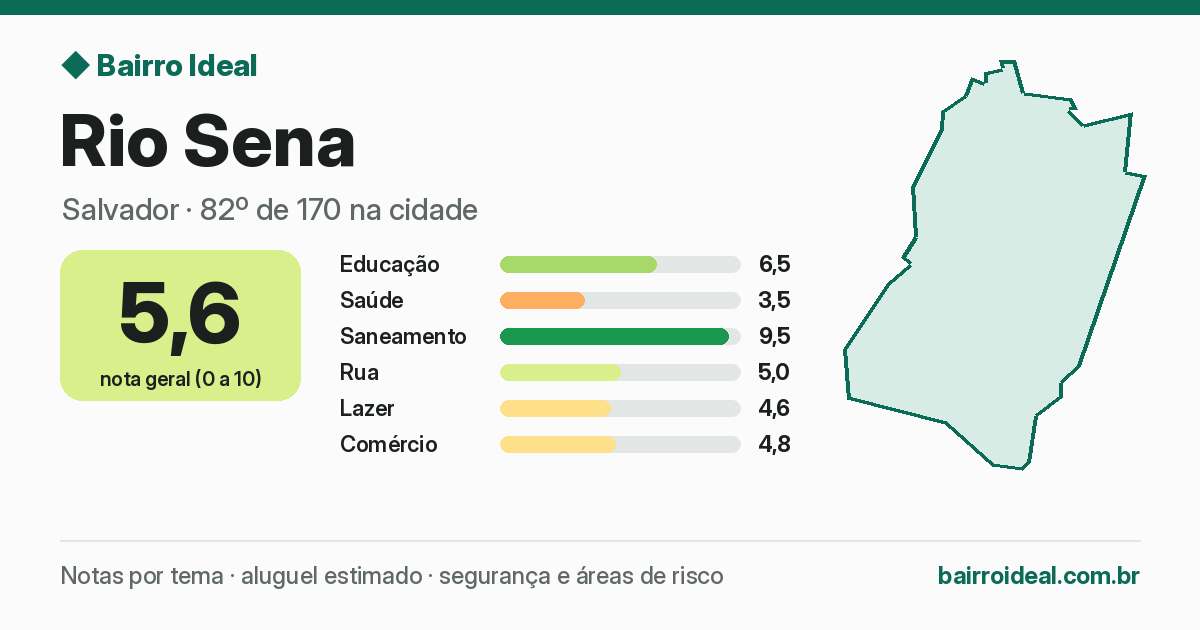 Bairro Ideal
Rio Sena
Salvador · 82º de 170 na cidade
5,6
nota geral (0 a 10)
Educação 6,5
Saúde 3,5
Saneamento 9,5
Rua 5,0
Lazer 4,6
Comércio 4,8
Notas por tema · aluguel estimado · segurança e áreas de risco
bairroideal.com.br